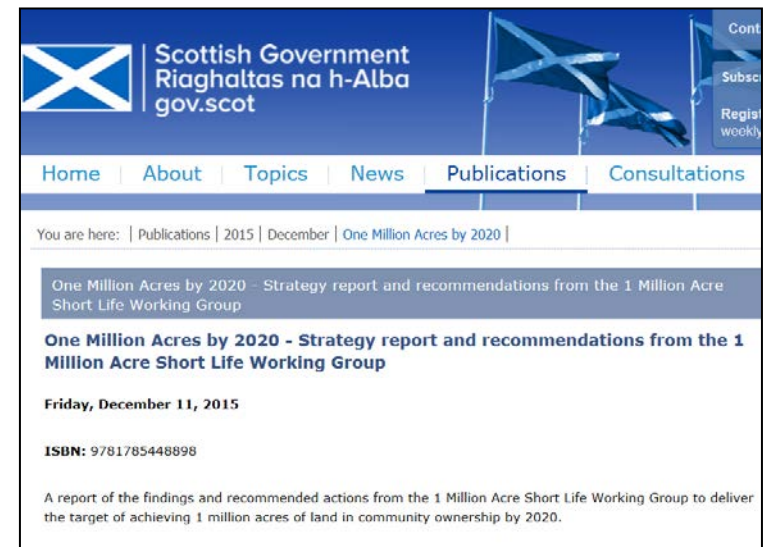 Scottish Government
Riaghaltas na h-Alba
gov.scot
Subsc
Regist
weekly
Home | About | Topics | News | Publications | Consultations
You are here: | Publications | 2015 | December | One Million Acres by 2020 |
One Million Acres by 2020 - Strategy report and recommendations from the 1 Million Acre
Short Life Working Group
One Million Acres by 2020 - Strategy report and recommendations from the 1
Million Acre Short Life Working Group
Friday, December 11, 2015
ISBN: 9781785448898
A report of the findings and recommended actions from the 1 Million Acre Short Life Working Group to deliver
the target of achieving 1 million acres of land in community ownership by 2020.